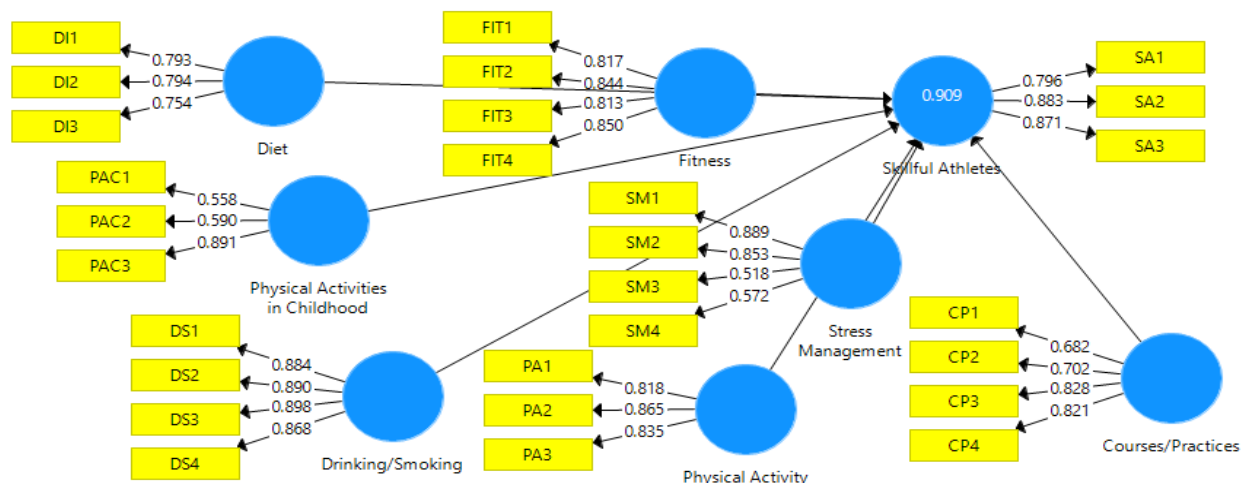 DI1
0.793
DI2
0.794
DI3
0.754
Diet
FIT1
0.817
FIT2
0.844
FIT3
0.813
FIT4
0.850
Fitness
0.909
Skillful Athletes
0.796
SA1
0.883
SA2
0.871
SA3
PAC1
0.558
PAC2
0.590
PAC3
0.891
Physical Activities
in Childhood
SM1
0.889
SM2
0.853
SM3
0.518
SM4
0.572
Stress
Management
DS1
0.884
DS2
0.890
DS3
0.898
DS4
0.868
Drinking/Smoking
PA1
0.818
PA2
0.865
PA3
0.835
Physical Activity
CP1
0.682
CP2
0.702
CP3
0.828
CP4
0.821
Courses/Practices